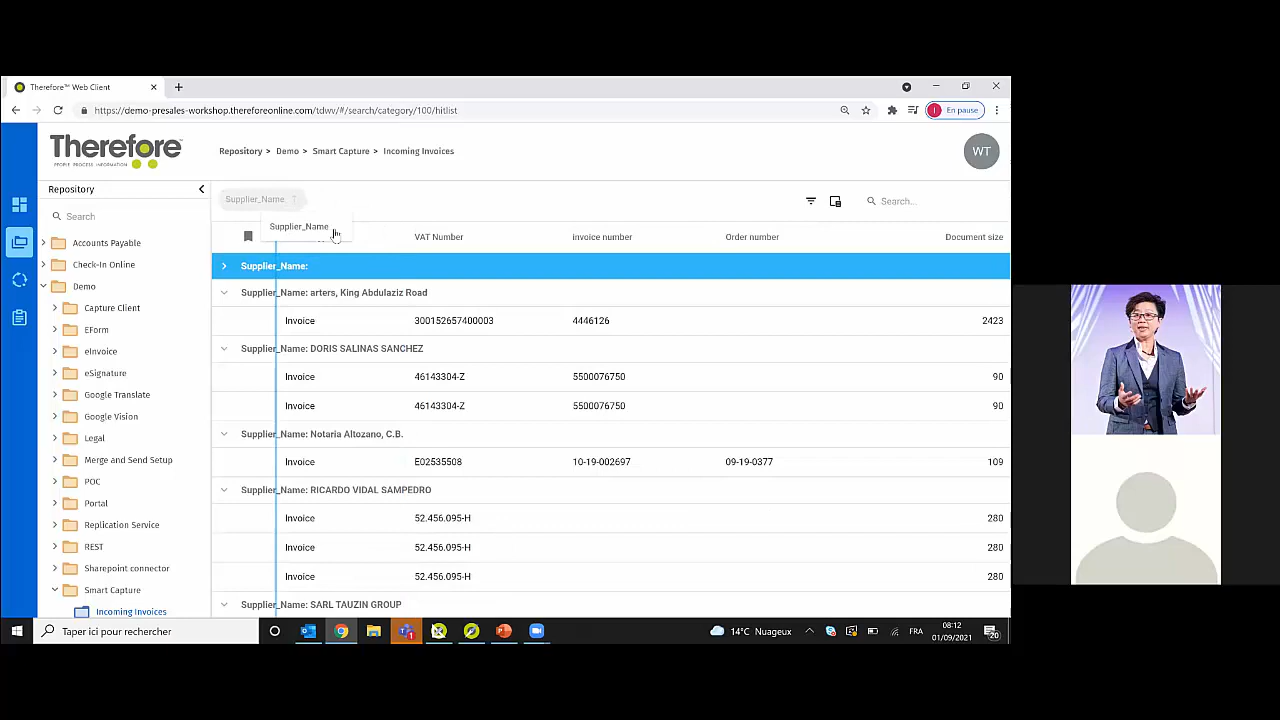 Therefore™ Web Client
https://demo-presales-workshop.thereforeonline.com/tdwv/#/search/category/100/hitlist
En pause
Therefore™
PEOPLE PROCESS INFORMATION
Repository > Demo > Smart Capture > Incoming Invoices
WT
Repository
Search
Accounts Payable
Check-In Online
Demo
Capture Client
EForm
eInvoice
eSignature
Google Translate
Google Vision
Legal
Merge and Send Setup
POC
Portal
Replication Service
REST
Sharepoint connector
Smart Capture
Incoming Invoices
Supplier_Name
Search...
Supplier_Name
VAT Number invoice number Order number Document size
Supplier_Name:
Supplier_Name: arters, King Abdulaziz Road
Invoice 300152657400003 4446126 2423
Supplier_Name: DORIS SALINAS SANCHEZ
Invoice 46143304-Z 5500076750 90
Invoice 46143304-Z 5500076750 90
Supplier_Name: Notaria Altozano, C.B.
Invoice E02535508 10-19-002697 09-19-0377 109
Supplier_Name: RICARDO VIDAL SAMPEDRO
Invoice 52.456.095-H 280
Invoice 52.456.095-H 280
Invoice 52.456.095-H 280
Supplier_Name: SARL TAUZIN GROUP
Taper ici pour rechercher
14°C Nuageux
FRA
08:12
01/09/2021
20